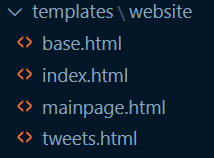 templates \ website
<> base.html
<> index.html
<> mainpage.html
<> tweets.html